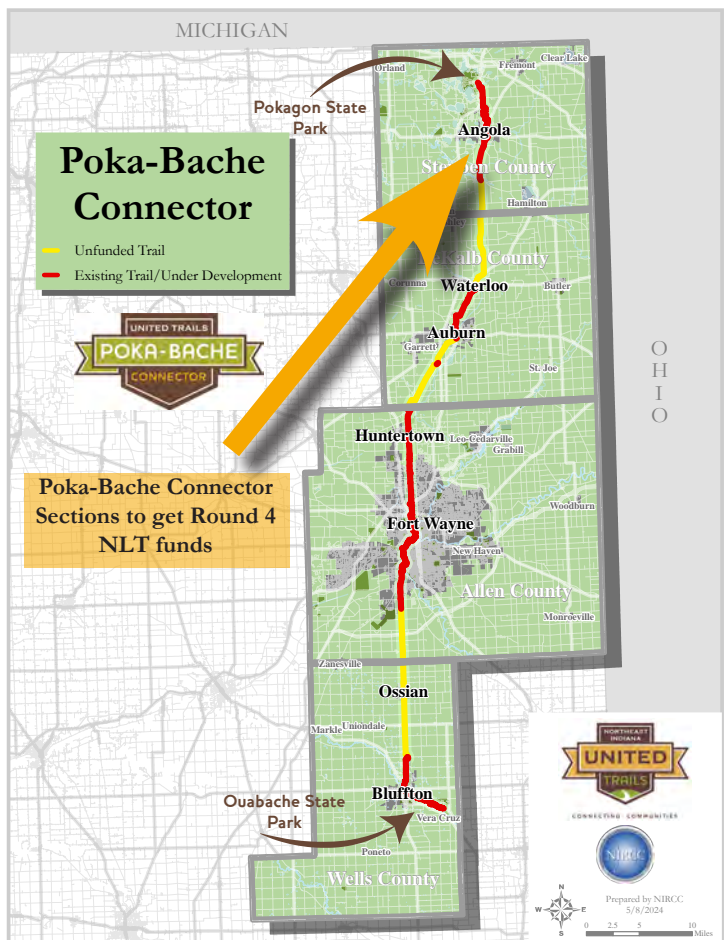 MICHIGAN
Orland
Fremont
Clear Lake
Pokagon State
Park
Angola
Poka-Bache
Connector
Steuben County
Hamilton
Unfunded Trail
Existing Trail/Under Development
Waterloo
Butler
Corunna
Auburn
Garrett
St. Joe
OHIO
UNITED TRAILS
POKA-BACHE
CONNECTOR
Huntertown
Leo-Cedarville
Grabill
Poka-Bache Connector
Sections to get Round 4
NLT funds
Woodburn
Fort Wayne
New Haven
Allen County
Monroeville
Zanesville
Ossian
Markle
Uniondale
NORTHEAST
INDIANA
UNITED
TRAILS
CONNECTING COMMUNITIES
Bluffton
Ouabache State
Park
Vera Cruz
Poneto
Wells County
NIRCC
Prepared by NIRCC
5/8/2024
N
W E
S
0 2.5 5 10
Miles